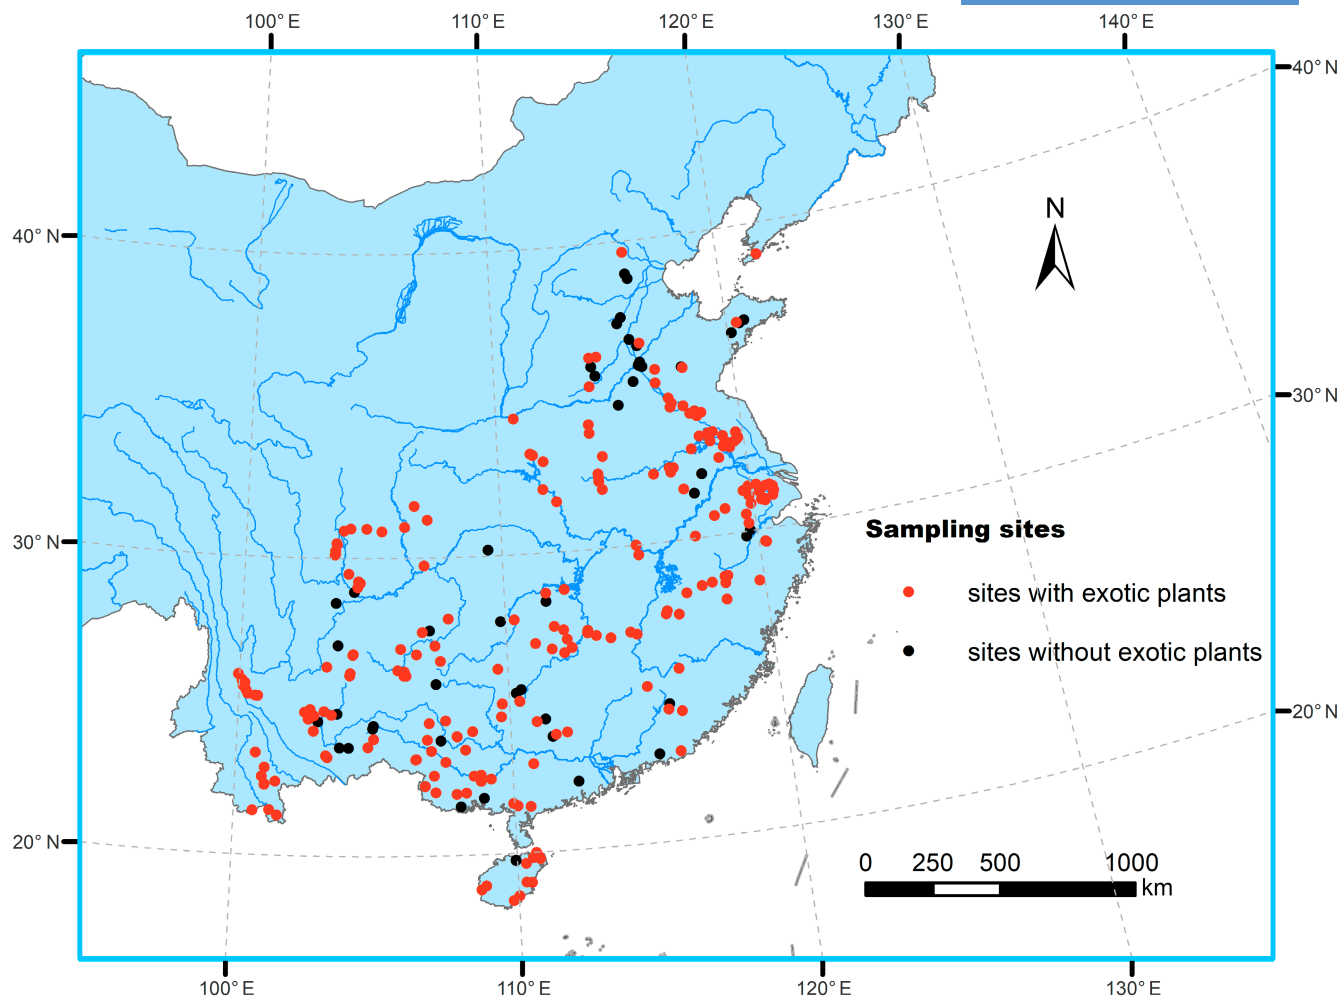 100° E 110° E 120° E 130° E 140° E
40° N
N
40° N
30° N
Sampling sites
30° N
sites with exotic plants
sites without exotic plants
20° N
20° N
0 250 500 1000
km
100° E 110° E 120° E 130° E